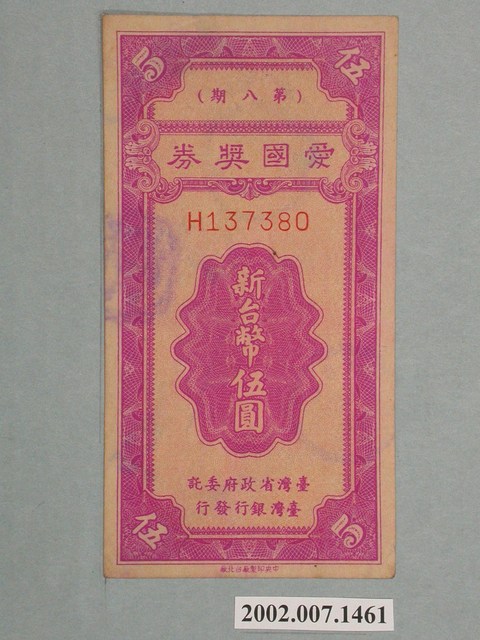 伍
（第八期）
愛國獎券
H137380
新台幣伍圓
臺灣省政府委託
臺灣銀行發行
伍
2002.007.1461